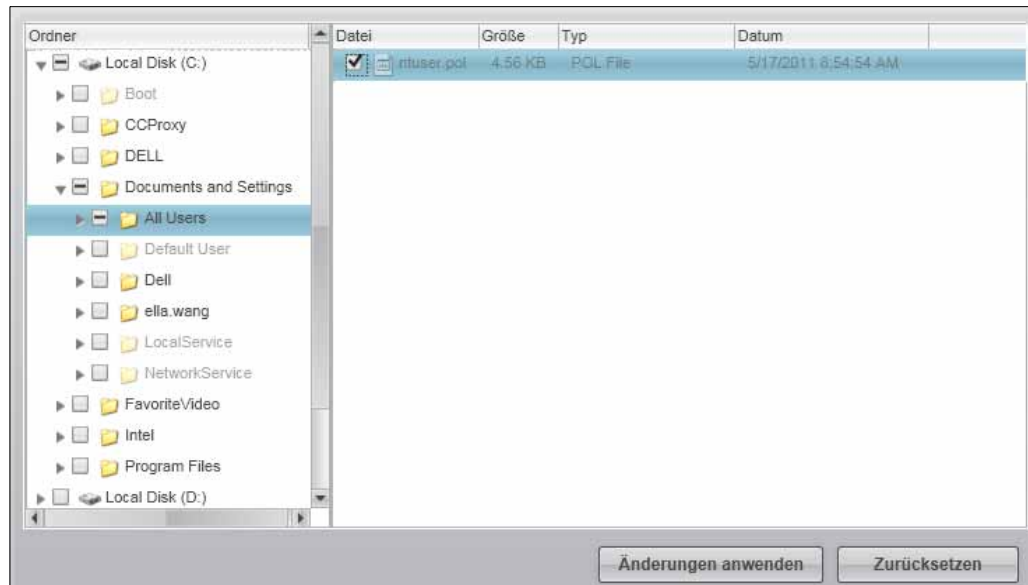 Ordner
Local Disk (C:)
Boot
CCProxy
DELL
Documents and Settings
All Users
Default User
Dell
ella.wang
LocalService
NetworkService
FavoriteVideo
Intel
Program Files
Local Disk (D:)
Datei Größe Typ Datum
ntuser.pol 4.56 KB POL File 5/17/2011 8:54:54 AM
Änderungen anwenden
Zurücksetzen